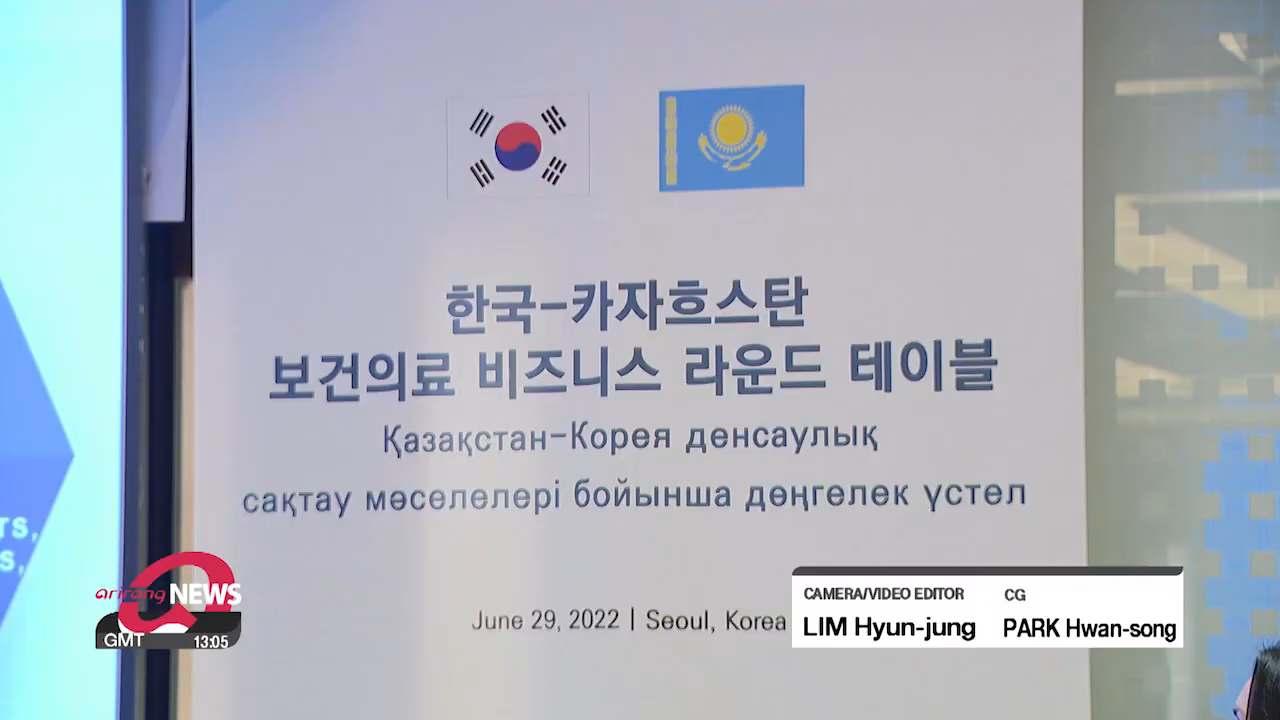 한국-카자흐스탄
보건의료 비즈니스 라운드 테이블
Қазақстан-Корея денсаулық
сақтау мәселелері бойынша дөңгелек үстел
June 29, 2022 | Seoul, Korea
TS,
S,
arirang NEWS
GMT 13:05
CAMERA/VIDEO EDITOR CG
LIM Hyun-jung PARK Hwan-song